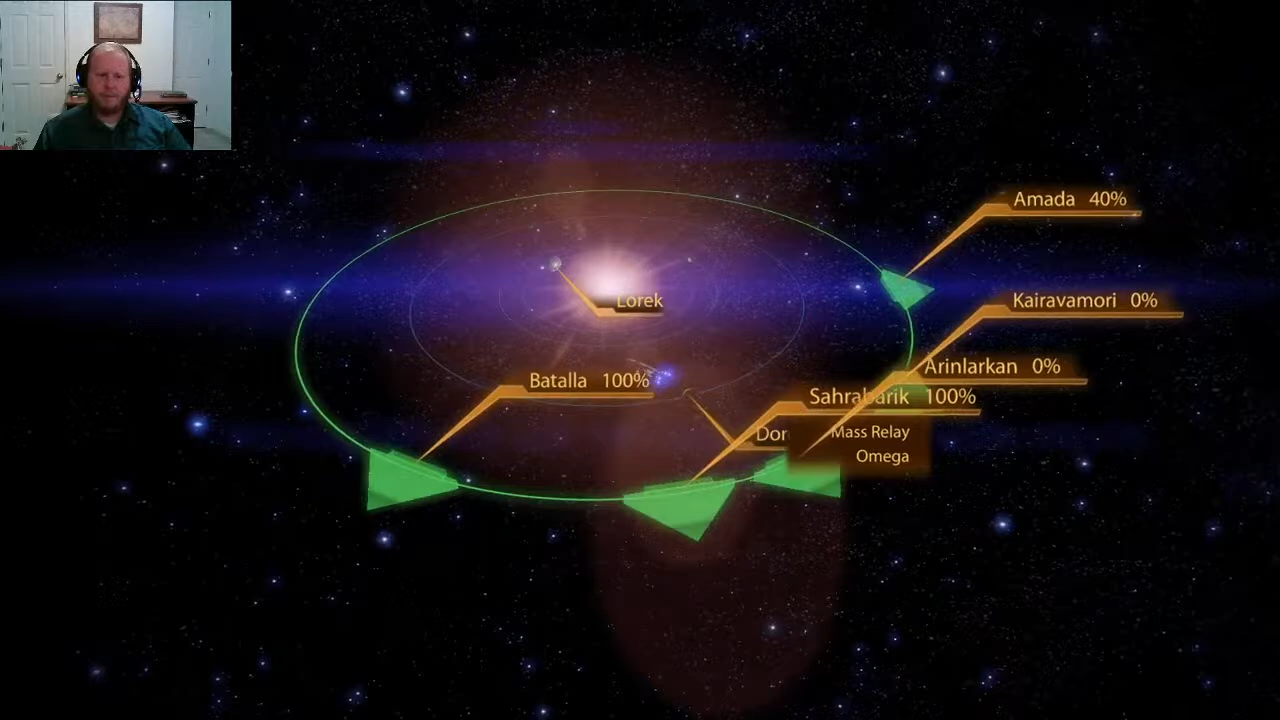 Amada 40%
Kairavamori 0%
Lorek
Arinlarkan 0%
Batalla 100%
Sahrabarik 100%
Mass Relay
Omega